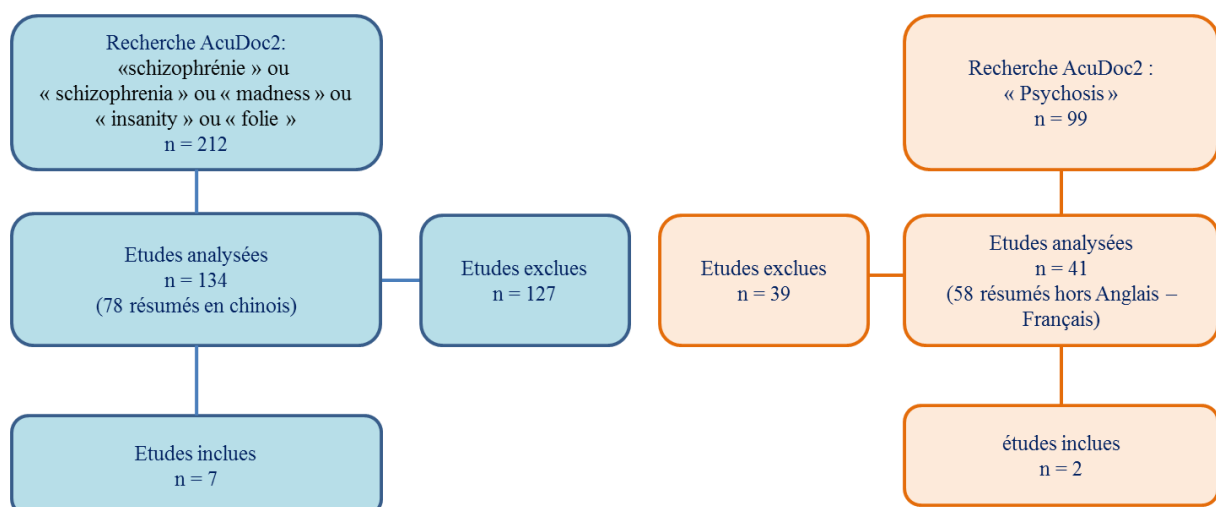 Recherche AcuDoc2:
«schizophrénie » ou
« schizophrenia » ou « madness » ou
« insanity » ou « folie »
n = 212
Etudes analysées
n = 134
(78 résumés en chinois)
Etudes exclues
n = 127
Etudes inclues
n = 7
Recherche AcuDoc2 :
« Psychosis »
n = 99
Etudes exclues
n = 39
Etudes analysées
n = 41
(58 résumés hors Anglais –
Français)
études inclues
n = 2